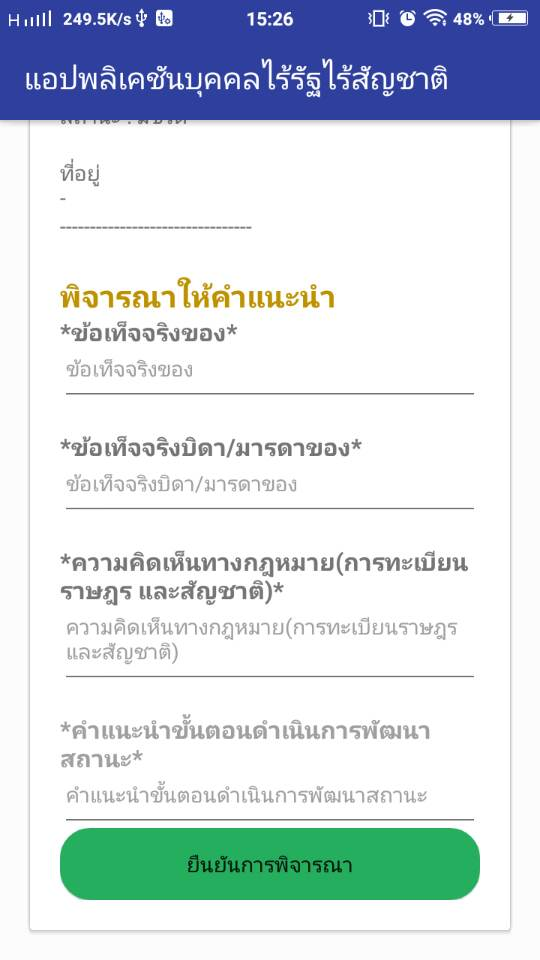 H 249.5K/s 15:26 48%
แอปพลิเคชันบุคคลไร้รัฐไร้สัญชาติ
ที่อยู่
-
--------------------------------
พิจารณาให้คำแนะนำ
*ข้อเท็จจริงของ*
ข้อเท็จจริงของ
*ข้อเท็จจริงบิดา/มารดาของ*
ข้อเท็จจริงบิดา/มารดาของ
*ความคิดเห็นทางกฎหมาย(การทะเบียน
ราษฎร และสัญชาติ)*
ความคิดเห็นทางกฎหมาย(การทะเบียนราษฎร
และสัญชาติ)
*คำแนะนำขั้นตอนดำเนินการพัฒนา
สถานะ*
คำแนะนำขั้นตอนดำเนินการพัฒนาสถานะ
ยืนยันการพิจารณา